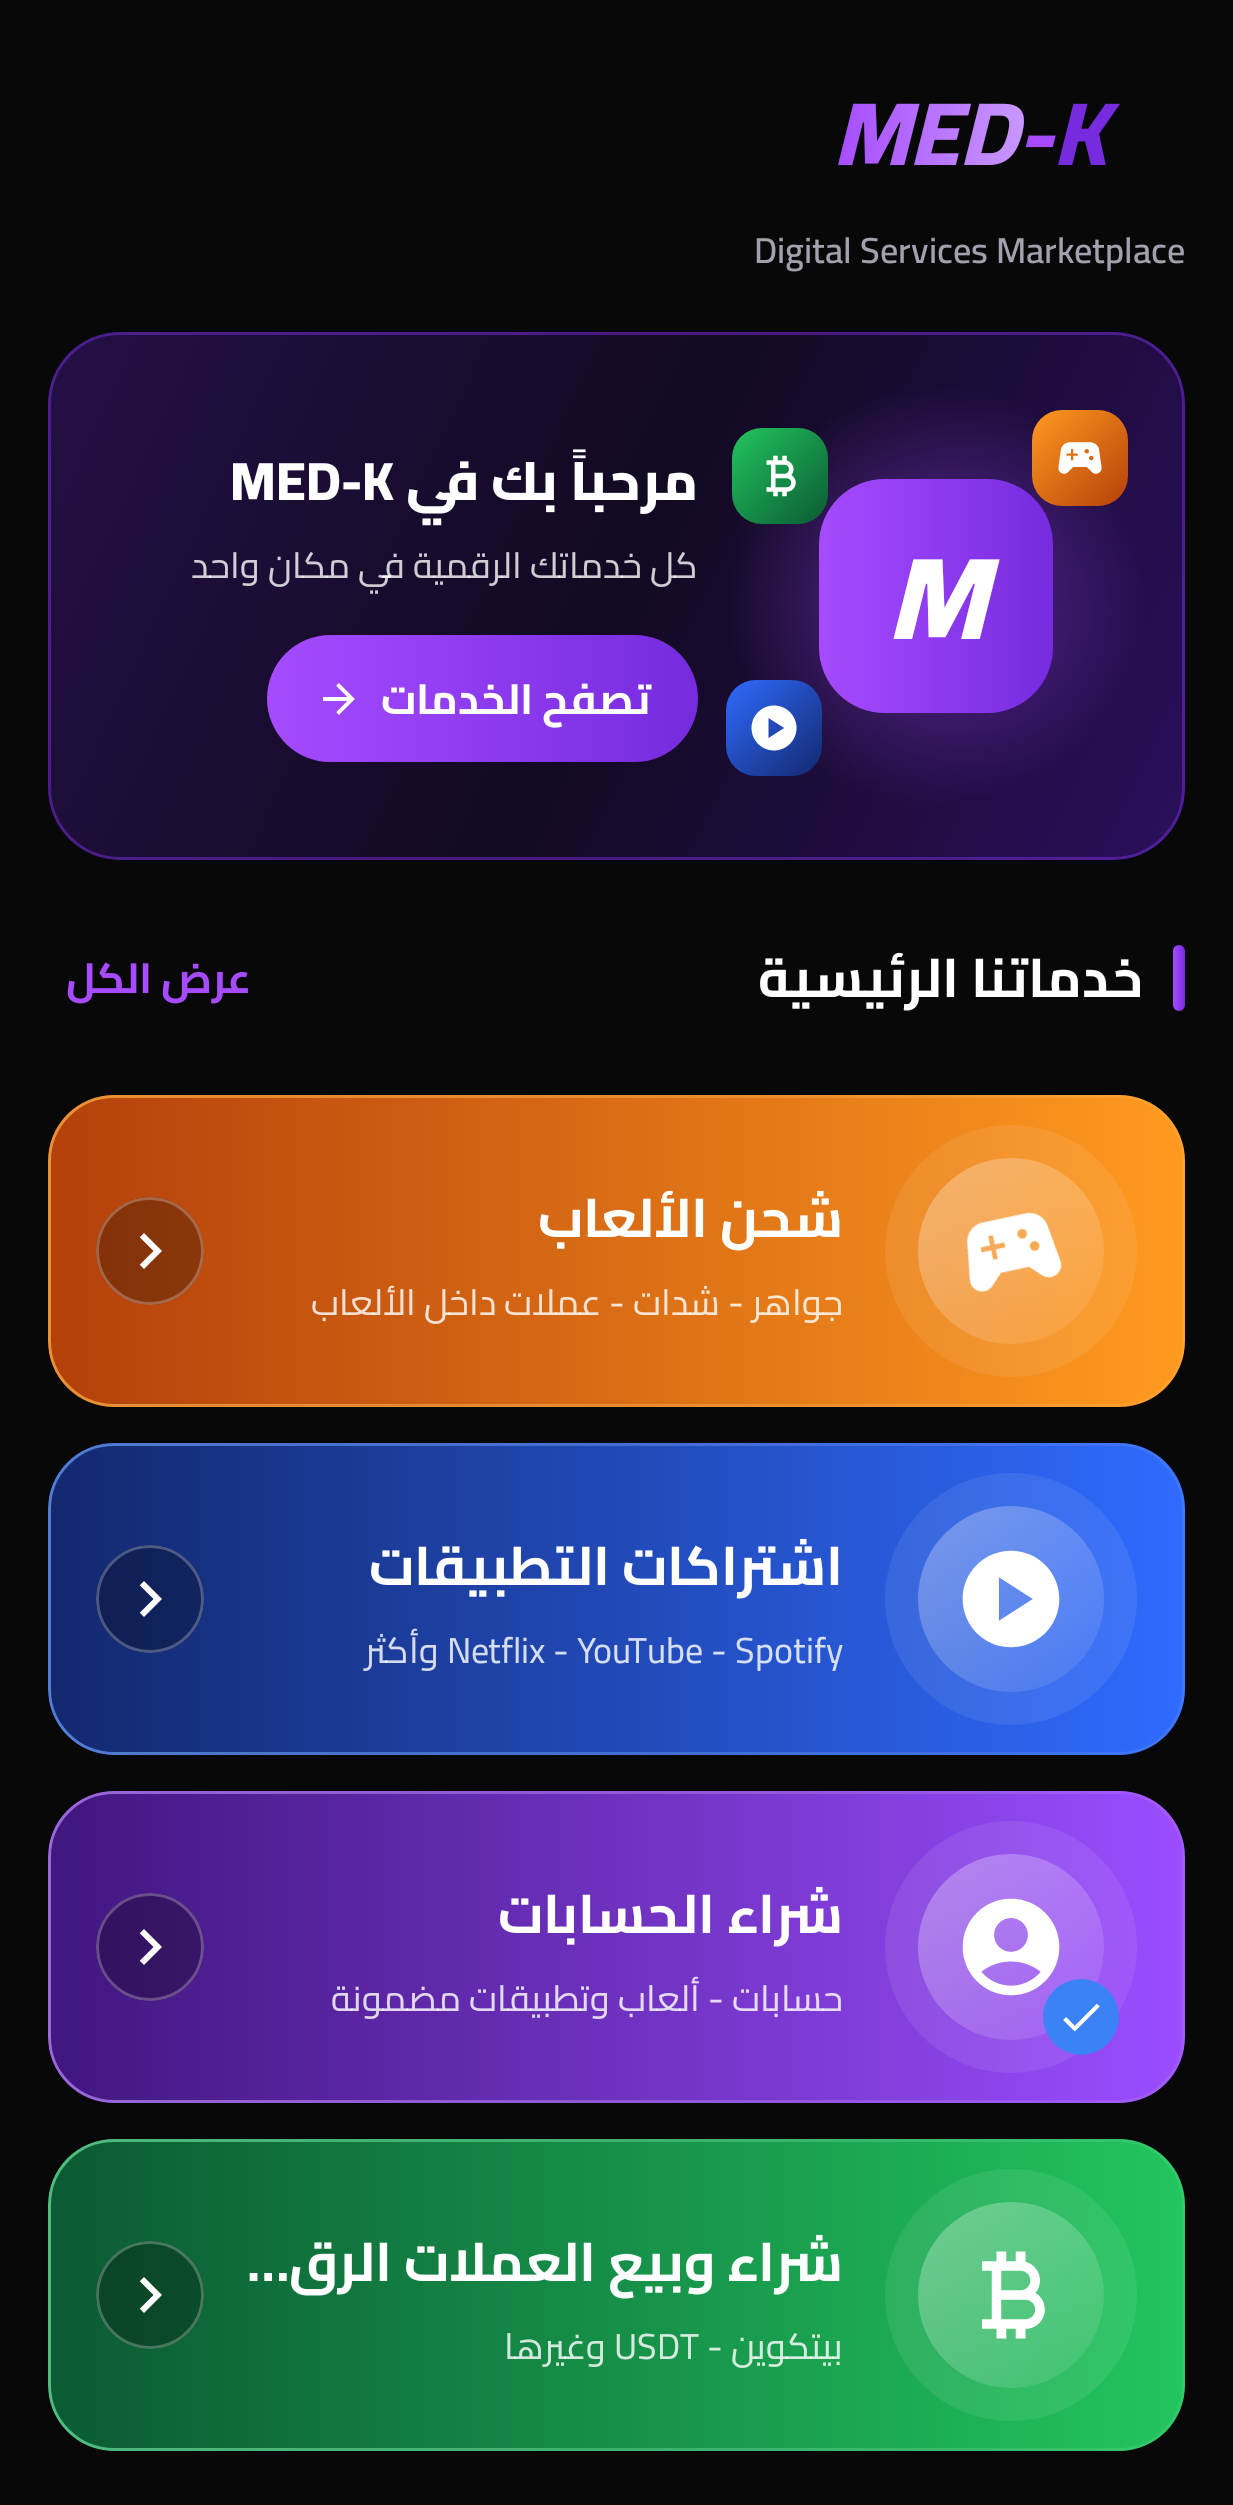 MED-K
Digital Services Marketplace
M
مرحباً بك في MED-K
كل خدماتك الرقمية في مكان واحد
تصفح الخدمات
خدماتنا الرئيسية
عرض الكل
شحن الألعاب
جواهر - شدات - عملات داخل الألعاب
اشتراكات التطبيقات
Netflix - YouTube - Spotify وأكثر
شراء الحسابات
حسابات - ألعاب وتطبيقات مضمونة
شراء وبيع العملات الرق...
بيتكوين - USDT وغيرها